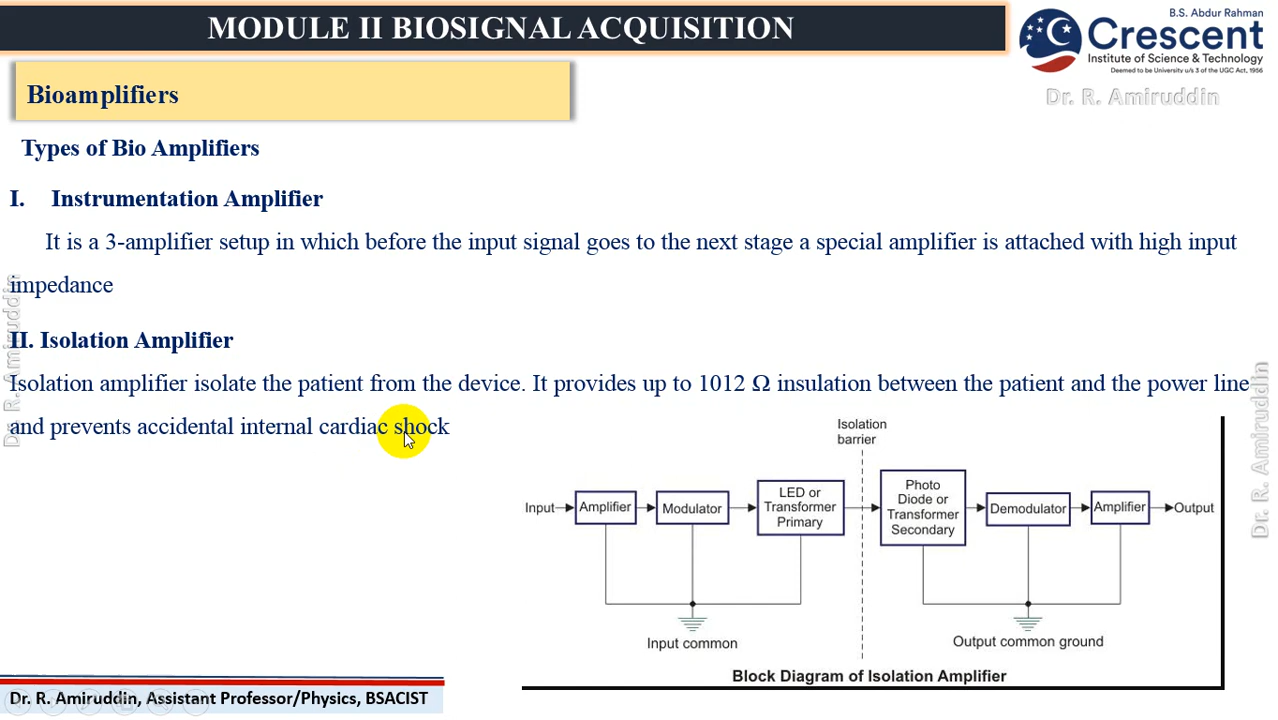 MODULE II BIOSIGNAL ACQUISITION
B.S. Abdur Rahman
Crescent
Institute of Science & Technology
Deemed to be University u/s 3 of the UGC Act, 1956
Dr. R. Amiruddin
Bioamplifiers
Types of Bio Amplifiers
I. Instrumentation Amplifier
It is a 3-amplifier setup in which before the input signal goes to the next stage a special amplifier is attached with high input
impedance
II. Isolation Amplifier
Isolation amplifier isolate the patient from the device. It provides up to 1012 Ω insulation between the patient and the power line
and prevents accidental internal cardiac shock
Dr. R. Amiruddin
Dr. R. Amiruddin
Isolation
barrier
Input
Amplifier
Modulator
LED or
Transformer
Primary
Photo
Diode or
Transformer
Secondary
Demodulator
Amplifier
Output
Input common
Output common ground
Block Diagram of Isolation Amplifier
Dr. R. Amiruddin, Assistant Professor/Physics, BSACIST